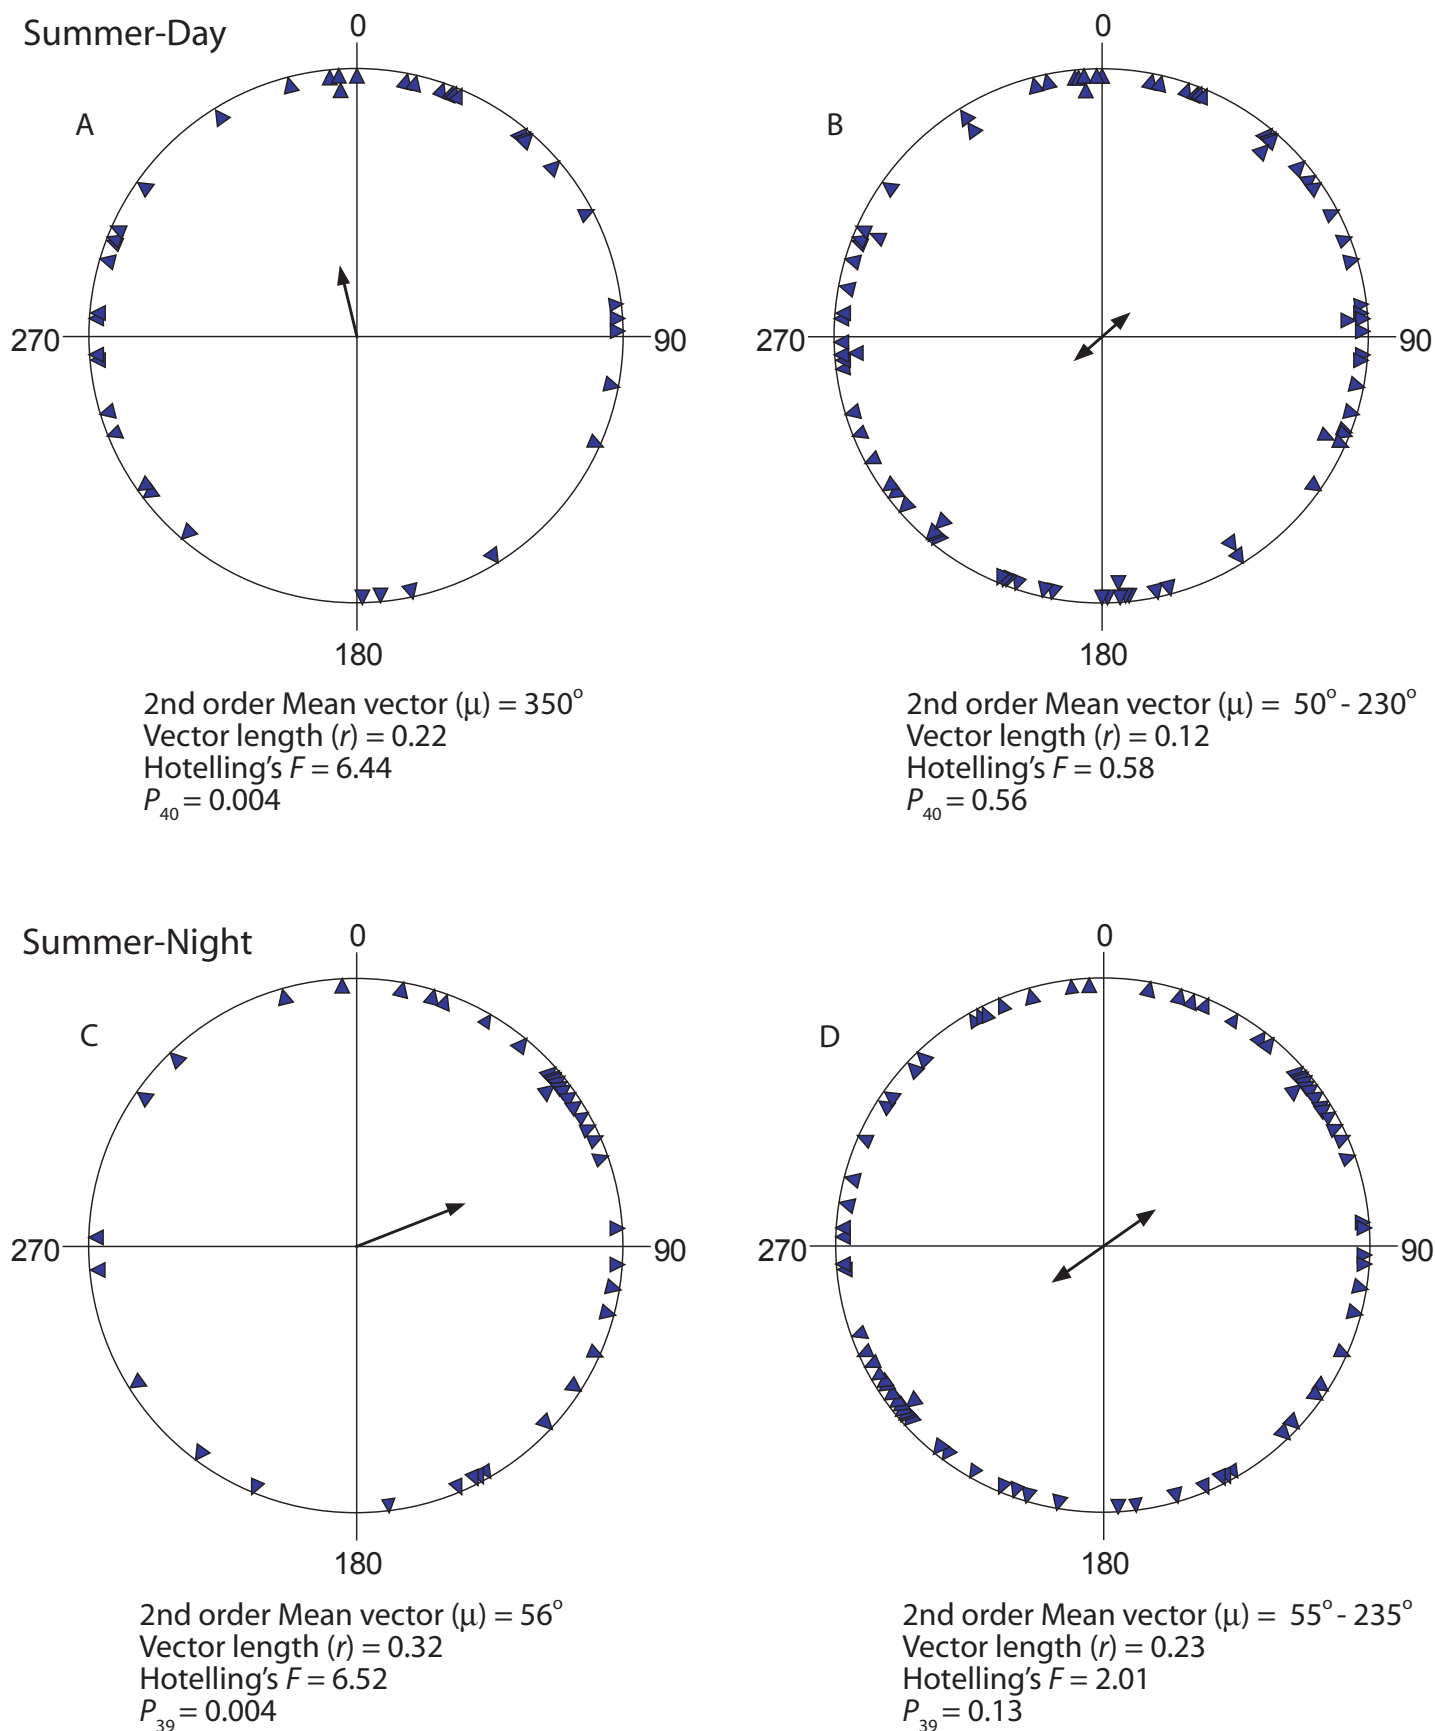 Summer-Day
0
A
270
90
180
2nd order Mean vector (μ) = 350°
Vector length (r) = 0.22
Hotelling's F = 6.44
P40 = 0.004
0
B
270
90
180
2nd order Mean vector (μ) = 50° - 230°
Vector length (r) = 0.12
Hotelling's F = 0.58
P40 = 0.56
Summer-Night
0
C
270
90
180
2nd order Mean vector (μ) = 56°
Vector length (r) = 0.32
Hotelling's F = 6.52
P39 = 0.004
0
D
270
90
180
2nd order Mean vector (μ) = 55° - 235°
Vector length (r) = 0.23
Hotelling's F = 2.01
P39 = 0.13